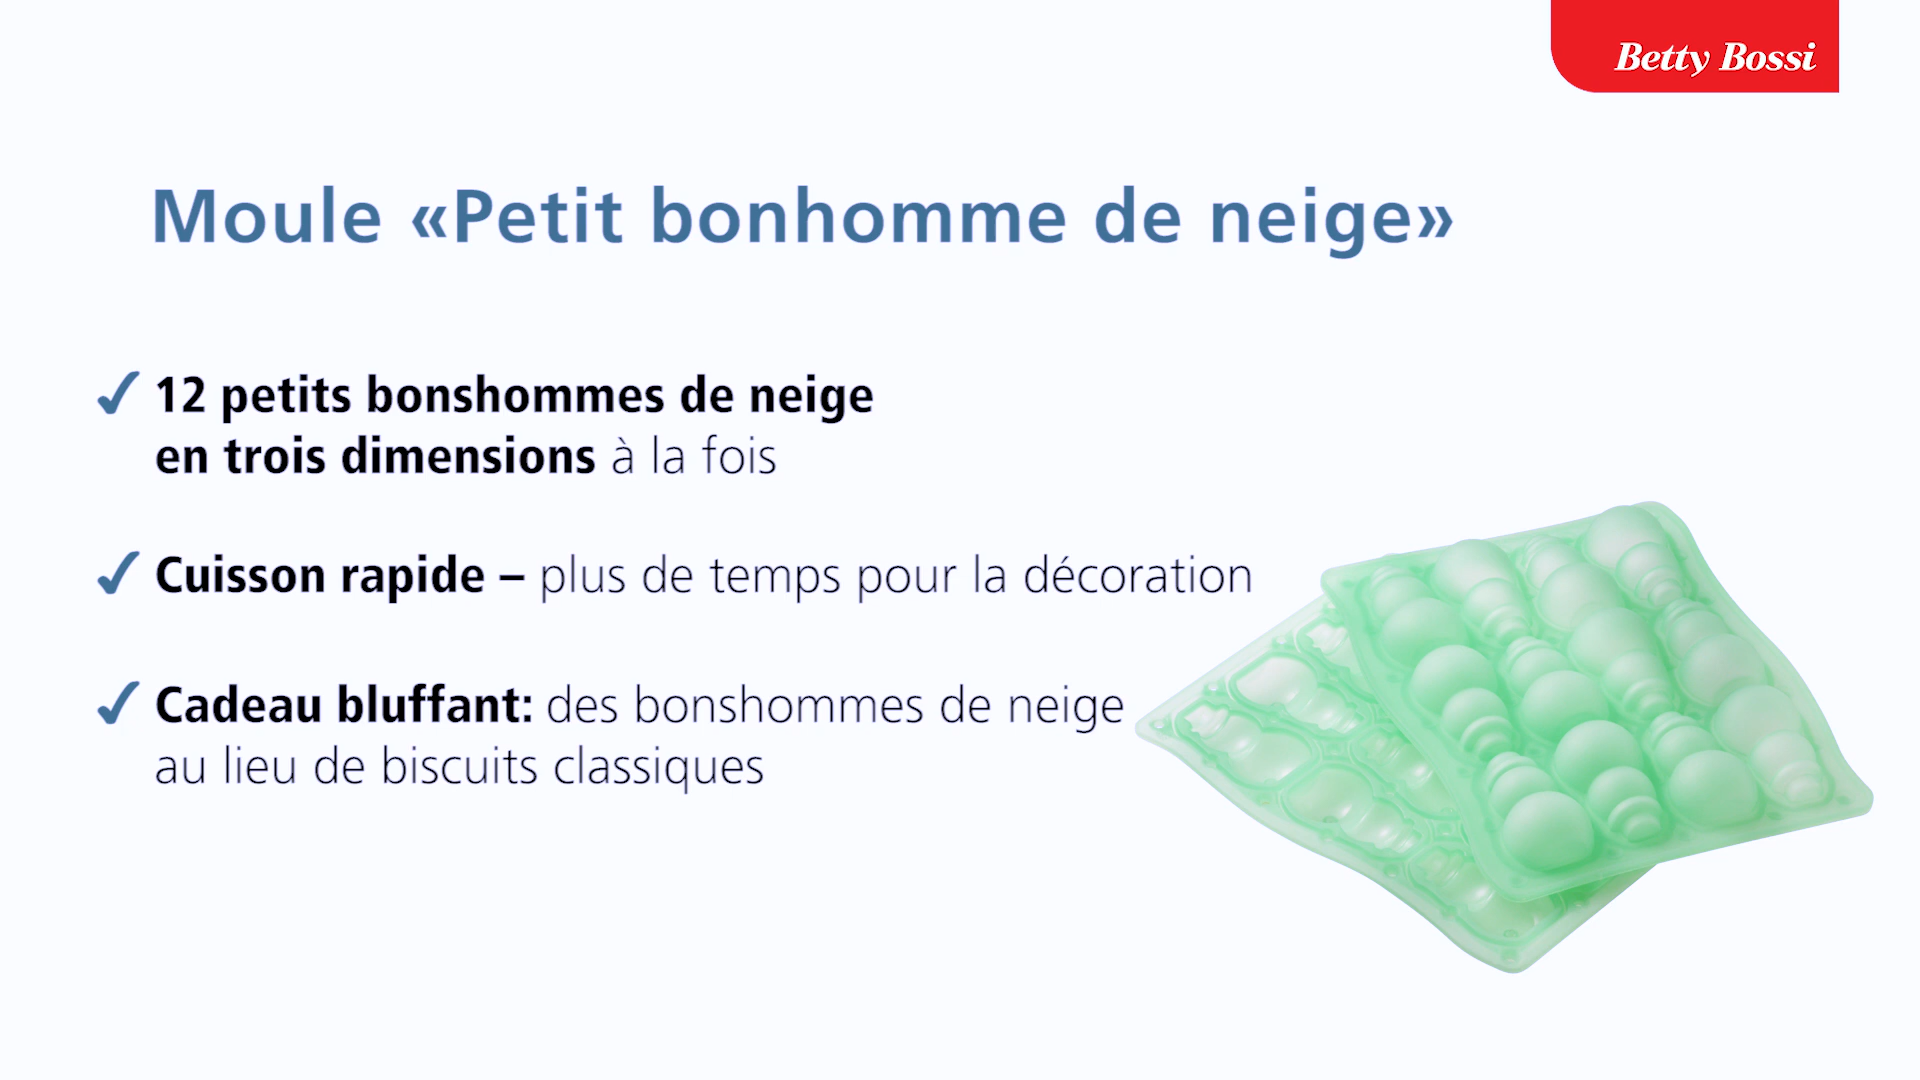 Betty Bossi
Moule «Petit bonhomme de neige»
12 petits bonshommes de neige
en trois dimensions à la fois
Cuisson rapide – plus de temps pour la décoration
Cadeau bluffant: des bonshommes de neige
au lieu de biscuits classiques